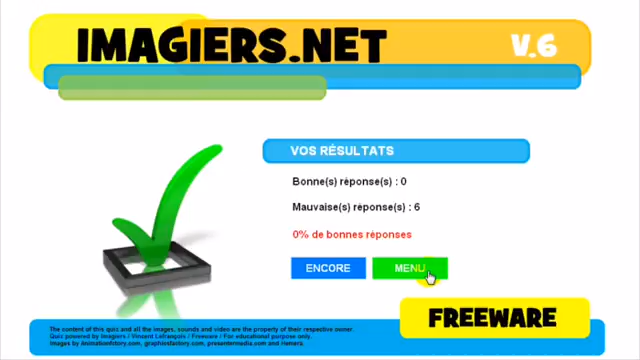 IMAGIERS.NET
V.6
VOS RÉSULTATS
Bonne(s) réponse(s) : 0
Mauvaise(s) réponse(s) : 6
0% de bonnes réponses
ENCORE
MENU
FREEWARE
The content of this quiz and all the images, sounds and video are the property of their respective owner.
Quiz powered by Imagiers / Vincent Lefrançois / Freeware / For educational purpose only.
Images by animationfactory.com, graphicsfactory.com, presentermedia.com and